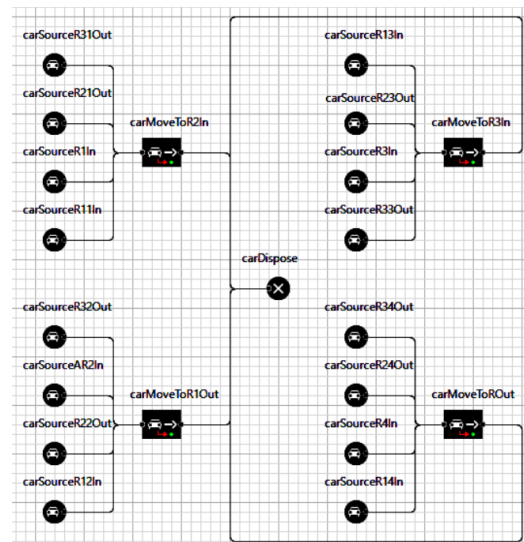 carSourceR31Out
carSourceR13In
carSourceR21Out
carSourceR23Out
carMoveToR2In
carMoveToR3In
carSourceR1In
carSourceR3In
carSourceR11In
carSourceR33Out
carDispose
carSourceR32Out
carSourceR34Out
carSourceAR2In
carSourceR24Out
carMoveToR1Out
carMoveToROut
carSourceR22Out
carSourceR4In
carSourceR12In
carSourceR14In